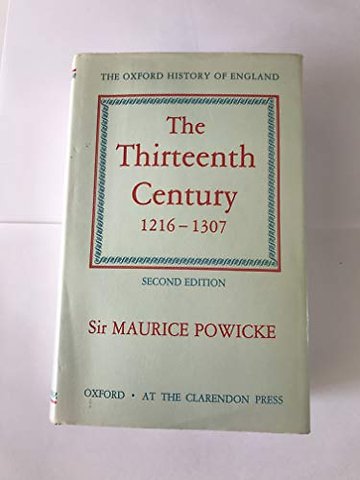 THE OXFORD HISTORY OF ENGLAND
The
Thirteenth
Century
1216 – 1307
SECOND EDITION
Sir MAURICE POWICKE
OXFORD · AT THE CLARENDON PRESS